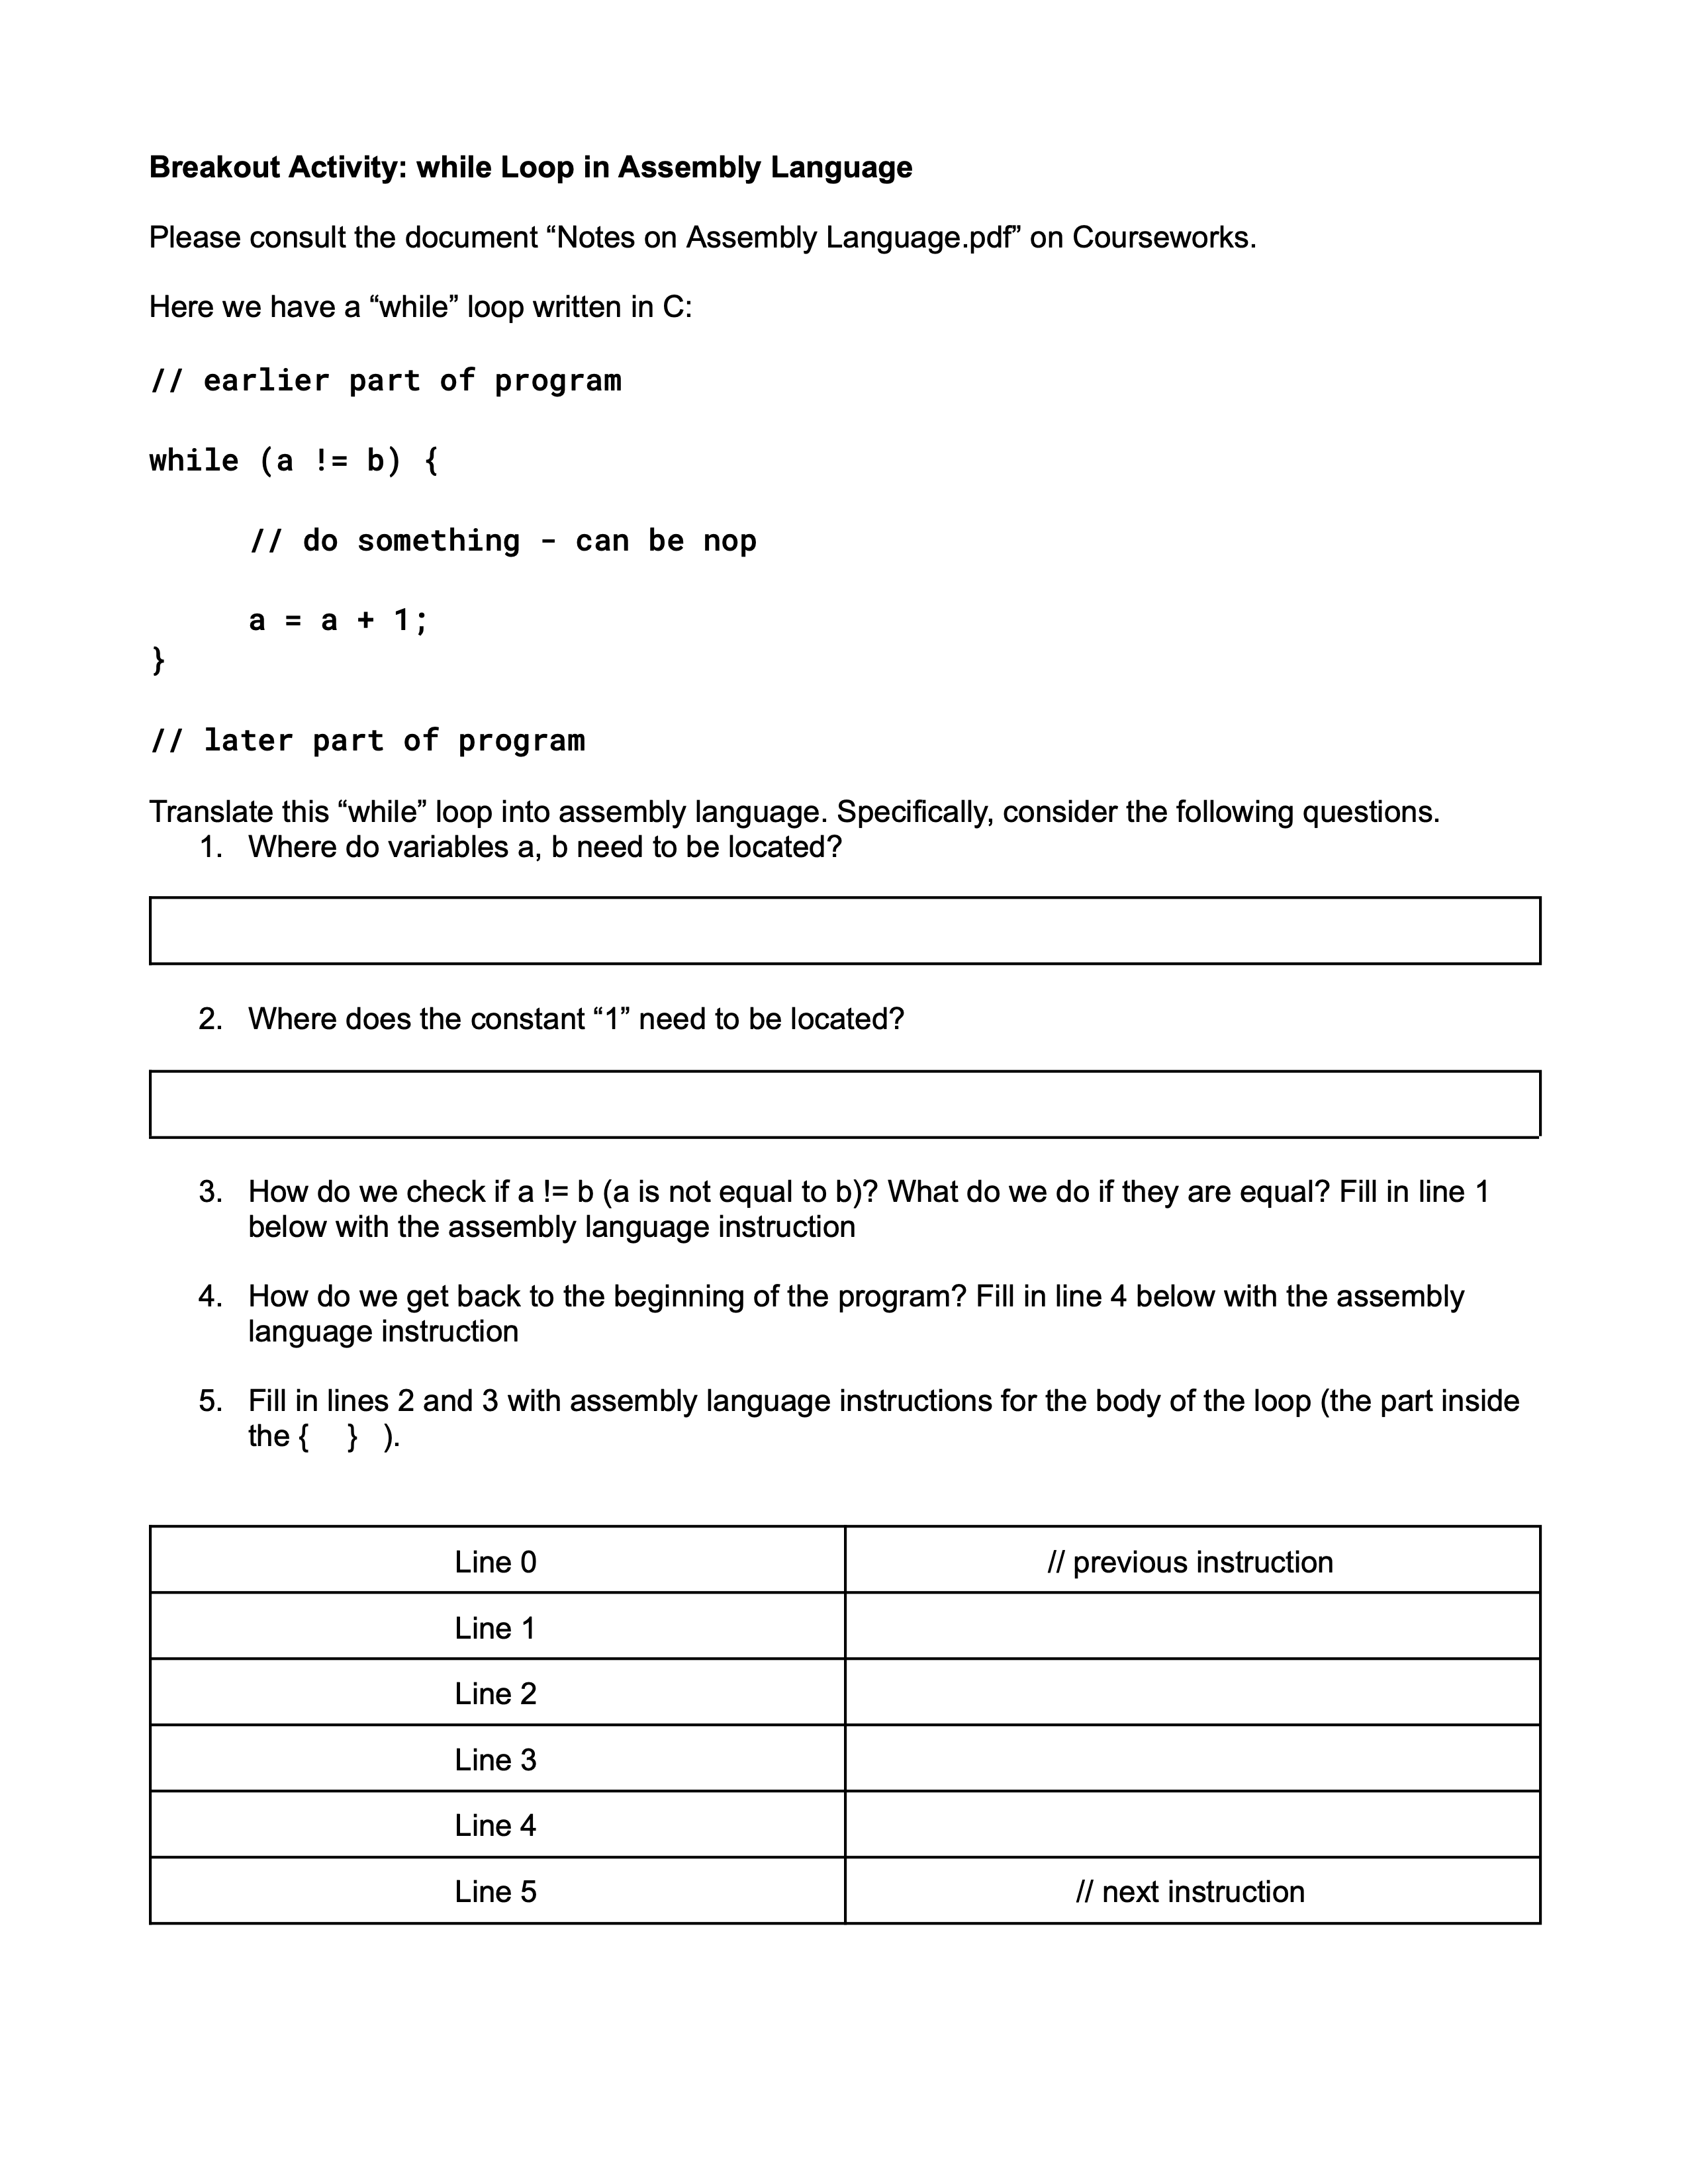 Breakout Activity: while Loop in Assembly Language
Please consult the document “Notes on Assembly Language.pdf” on Courseworks.
Here we have a “while” loop written in C:
// earlier part of program
while (a != b) {
// do something - can be nop
a = a + 1;
}
// later part of program
Translate this “while” loop into assembly language. Specifically, consider the following questions.
1. Where do variables a, b need to be located?
2. Where does the constant “1” need to be located?
3. How do we check if a != b (a is not equal to b)? What do we do if they are equal? Fill in line 1
below with the assembly language instruction
4. How do we get back to the beginning of the program? Fill in line 4 below with the assembly
language instruction
5. Fill in lines 2 and 3 with assembly language instructions for the body of the loop (the part inside
the { } ).
Line 0 // previous instruction
Line 1
Line 2
Line 3
Line 4
Line 5 // next instruction